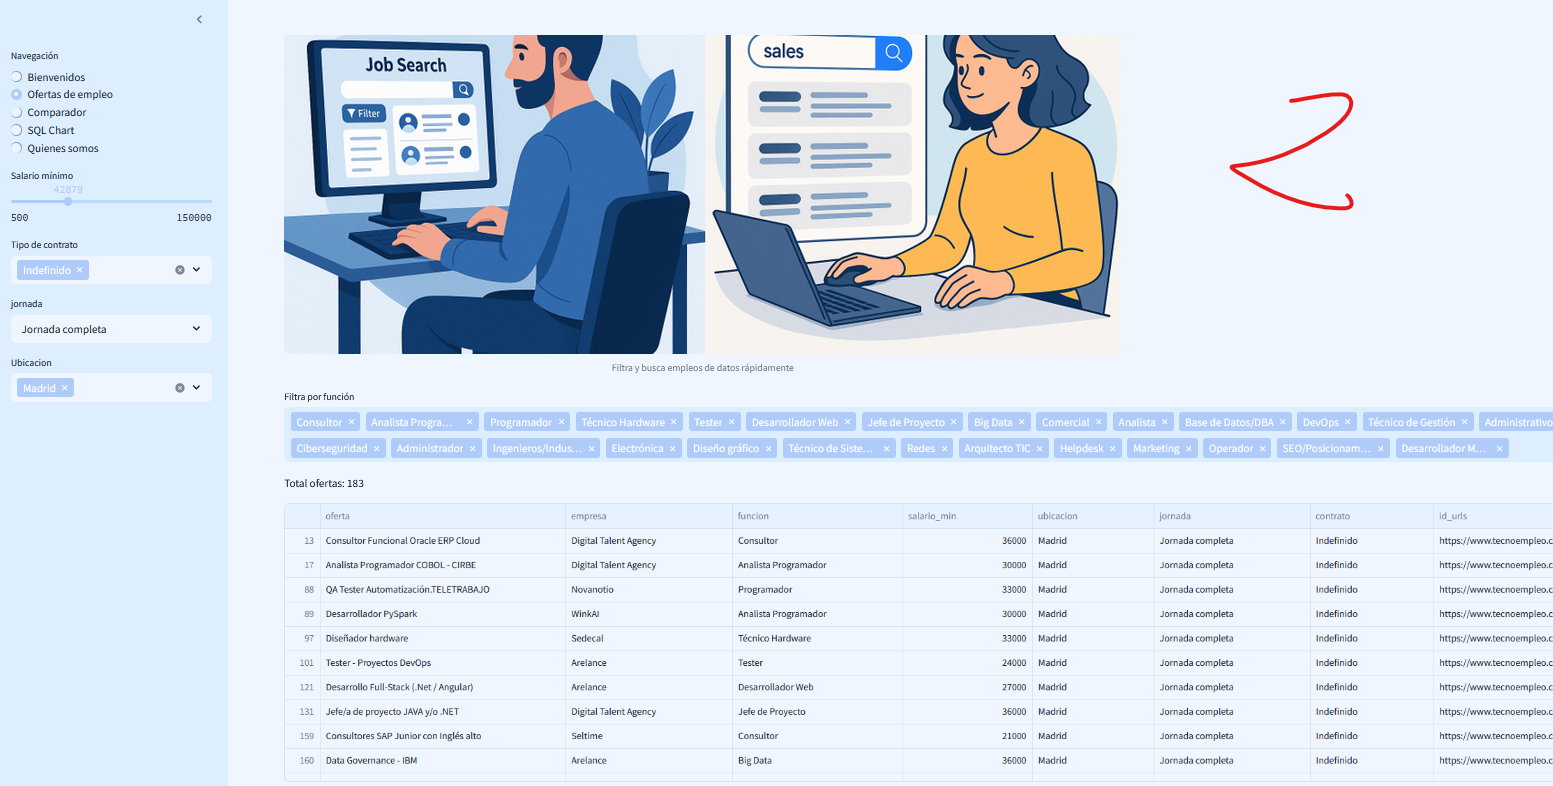 Navegación
Bienvenidos
Ofertas de empleo
Comparador
SQL Chart
Quienes somos
Salario mínimo
42879
500 150000
Tipo de contrato
Indefinido ×
jornada
Jornada completa
Ubicacion
Madrid ×
Job Search
Filter
sales
2
Filtra y busca empleos de datos rápidamente
Filtra por función
Consultor × Analista Progra… × Programador × Técnico Hardware × Tester × Desarrollador Web × Jefe de Proyecto × Big Data × Comercial × Analista × Base de Datos/DBA × DevOps × Técnico de Gestión × Administrativo
Ciberseguridad × Administrador × Ingenieros/Indus… × Electrónica × Diseño gráfico × Técnico de Siste… × Redes × Arquitecto TIC × Helpdesk × Marketing × Operador × SEO/Posicionam… × Desarrollador M… ×
Total ofertas: 183
oferta empresa funcion salario_min ubicacion jornada contrato id_urls
13 Consultor Funcional Oracle ERP Cloud Digital Talent Agency Consultor 36000 Madrid Jornada completa Indefinido https://www.tecnoempleo.c
17 Analista Programador COBOL - CIRBE Digital Talent Agency Analista Programador 30000 Madrid Jornada completa Indefinido https://www.tecnoempleo.c
88 QA Tester Automatización.TELETRABAJO Novanotio Programador 33000 Madrid Jornada completa Indefinido https://www.tecnoempleo.c
89 Desarrollador PySpark WinkAI Analista Programador 30000 Madrid Jornada completa Indefinido https://www.tecnoempleo.c
97 Diseñador hardware Sedecal Técnico Hardware 33000 Madrid Jornada completa Indefinido https://www.tecnoempleo.c
101 Tester - Proyectos DevOps Arelance Tester 24000 Madrid Jornada completa Indefinido https://www.tecnoempleo.c
121 Desarrollo Full-Stack (.Net / Angular) Arelance Desarrollador Web 27000 Madrid Jornada completa Indefinido https://www.tecnoempleo.c
131 Jefe/a de proyecto JAVA y/o .NET Digital Talent Agency Jefe de Proyecto 36000 Madrid Jornada completa Indefinido https://www.tecnoempleo.c
159 Consultores SAP Junior con Inglés alto Seltime Consultor 21000 Madrid Jornada completa Indefinido https://www.tecnoempleo.c
160 Data Governance - IBM Arelance Big Data 36000 Madrid Jornada completa Indefinido https://www.tecnoempleo.c